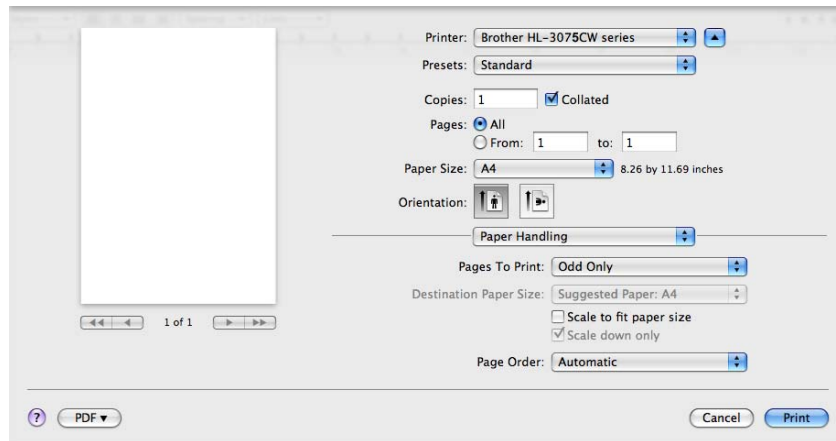 Printer: Brother HL-3075CW series
Presets: Standard
Copies: 1 Collated
Pages: All
From: 1 to: 1
Paper Size: A4 8.26 by 11.69 inches
Orientation:
Paper Handling
Pages To Print: Odd Only
Destination Paper Size: Suggested Paper: A4
Scale to fit paper size
1 of 1
Scale down only
Page Order: Automatic
? PDF ▾ Cancel Print